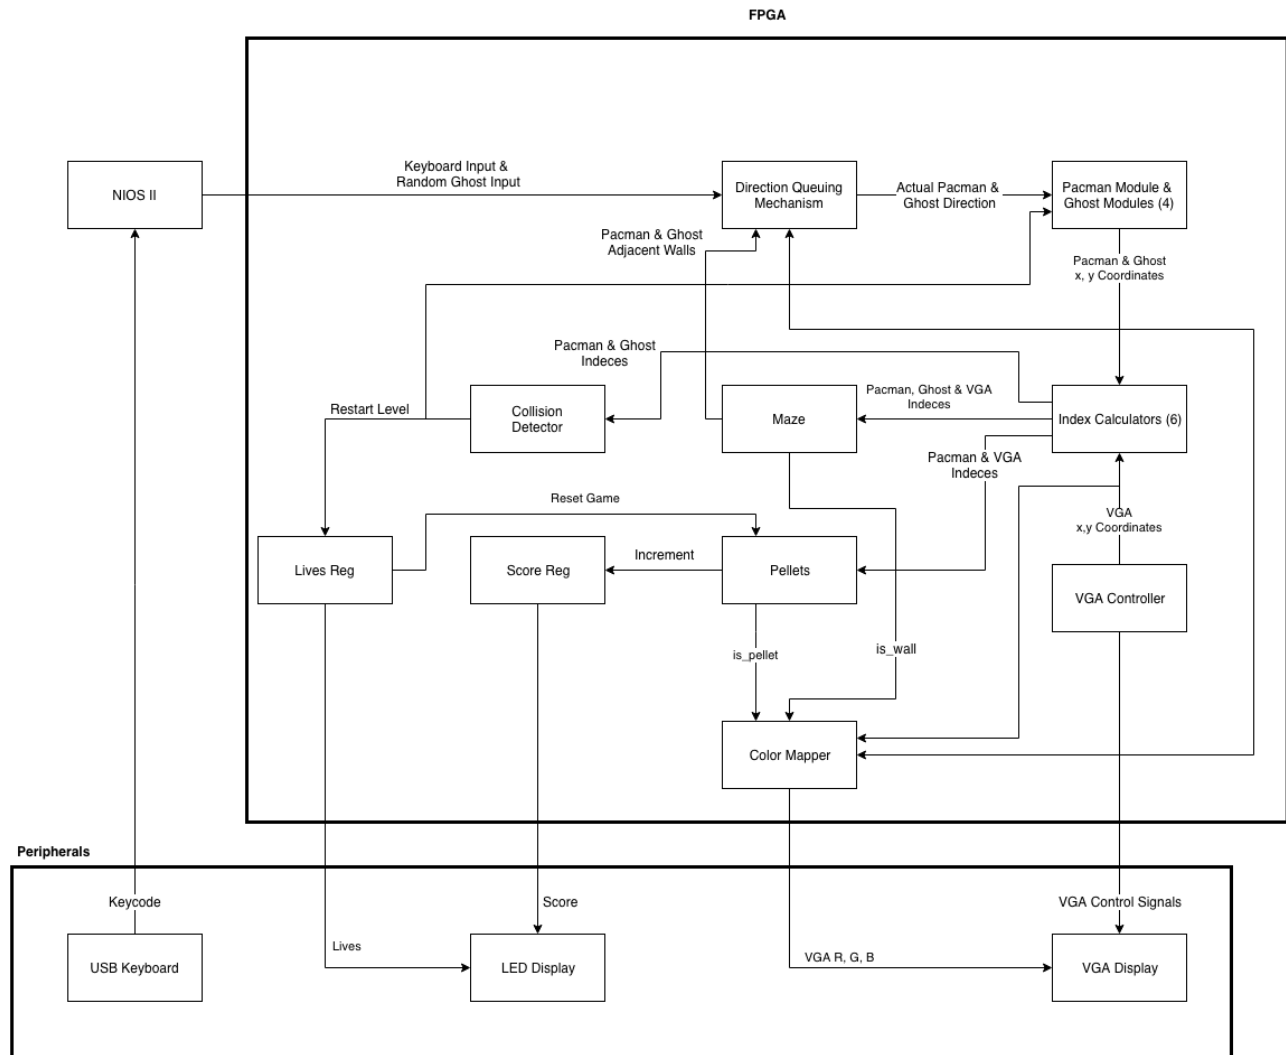 FPGA
Keyboard Input &
Random Ghost Input
NIOS II
Direction Queuing
Mechanism
Actual Pacman &
Ghost Direction
Pacman Module &
Ghost Modules (4)
Pacman & Ghost
Adjacent Walls
Pacman & Ghost
x, y Coordinates
Pacman & Ghost
Indeces
Restart Level
Collision
Detector
Maze
Pacman, Ghost & VGA
Indeces
Index Calculators (6)
Pacman & VGA
Indeces
Reset Game
VGA
x,y Coordinates
Lives Reg
Score Reg
Increment
Pellets
VGA Controller
is_pellet
is_wall
Color Mapper
Peripherals
Keycode
Score
VGA Control Signals
Lives
VGA R, G, B
USB Keyboard
LED Display
VGA Display